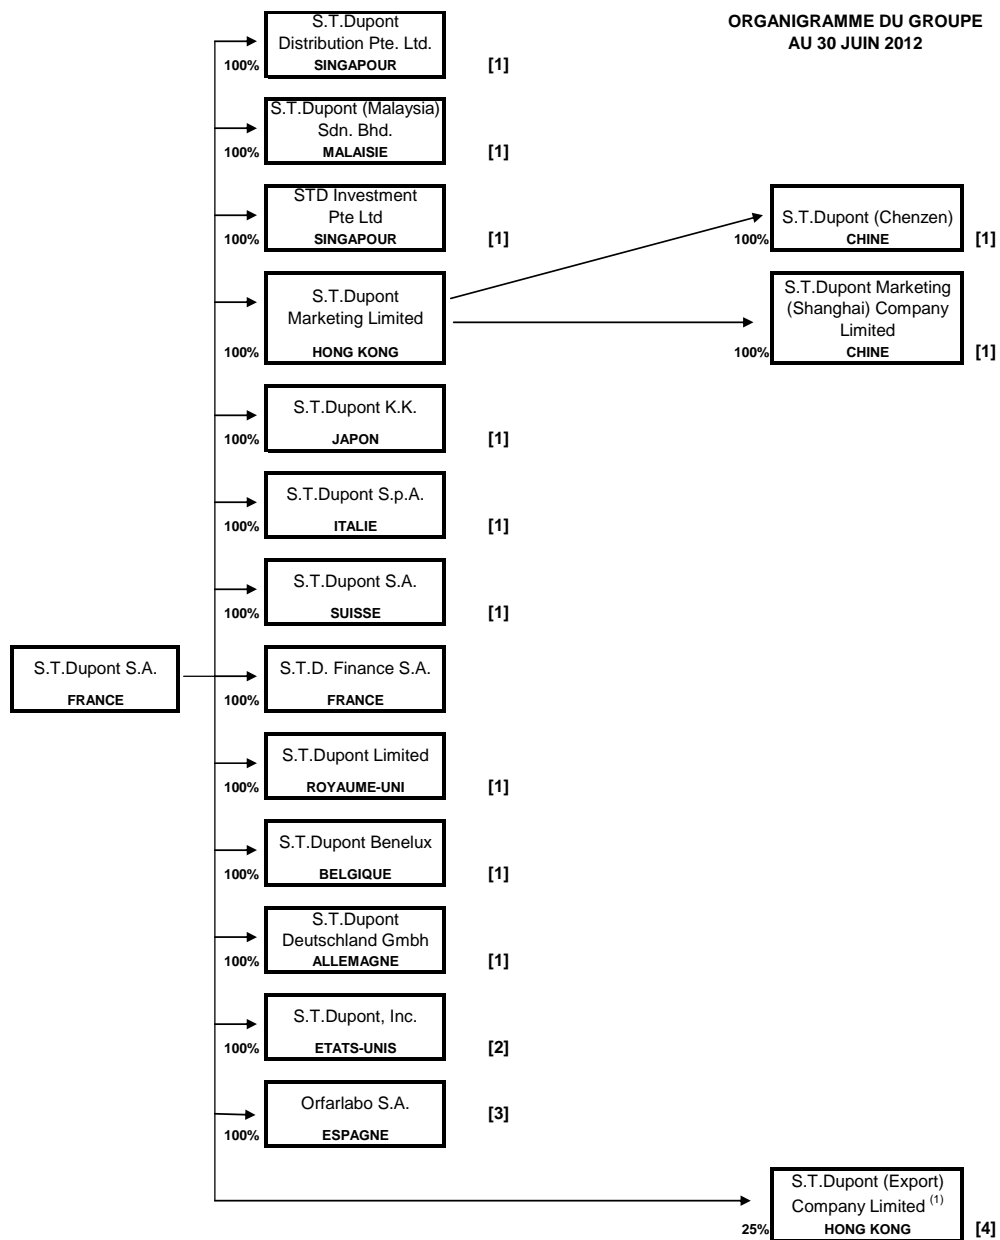 ORGANIGRAMME DU GROUPE
AU 30 JUIN 2012
S.T.Dupont
Distribution Pte. Ltd.
100% SINGAPOUR [1]
S.T.Dupont (Malaysia)
Sdn. Bhd.
100% MALAISIE [1]
STD Investment
Pte Ltd
100% SINGAPOUR [1]
S.T.Dupont (Chenzen)
100% CHINE [1]
S.T.Dupont
Marketing Limited
100% HONG KONG
S.T.Dupont Marketing
(Shanghai) Company
Limited
100% CHINE [1]
S.T.Dupont K.K.
100% JAPON [1]
S.T.Dupont S.p.A.
100% ITALIE [1]
S.T.Dupont S.A.
100% SUISSE [1]
S.T.Dupont S.A.
FRANCE
S.T.D. Finance S.A.
100% FRANCE
S.T.Dupont Limited
100% ROYAUME-UNI [1]
S.T.Dupont Benelux
100% BELGIQUE [1]
S.T.Dupont
Deutschland Gmbh
100% ALLEMAGNE [1]
S.T.Dupont, Inc.
100% ETATS-UNIS [2]
Orfarlabo S.A. [3]
100% ESPAGNE
S.T.Dupont (Export)
Company Limited (1)
25% HONG KONG [4]